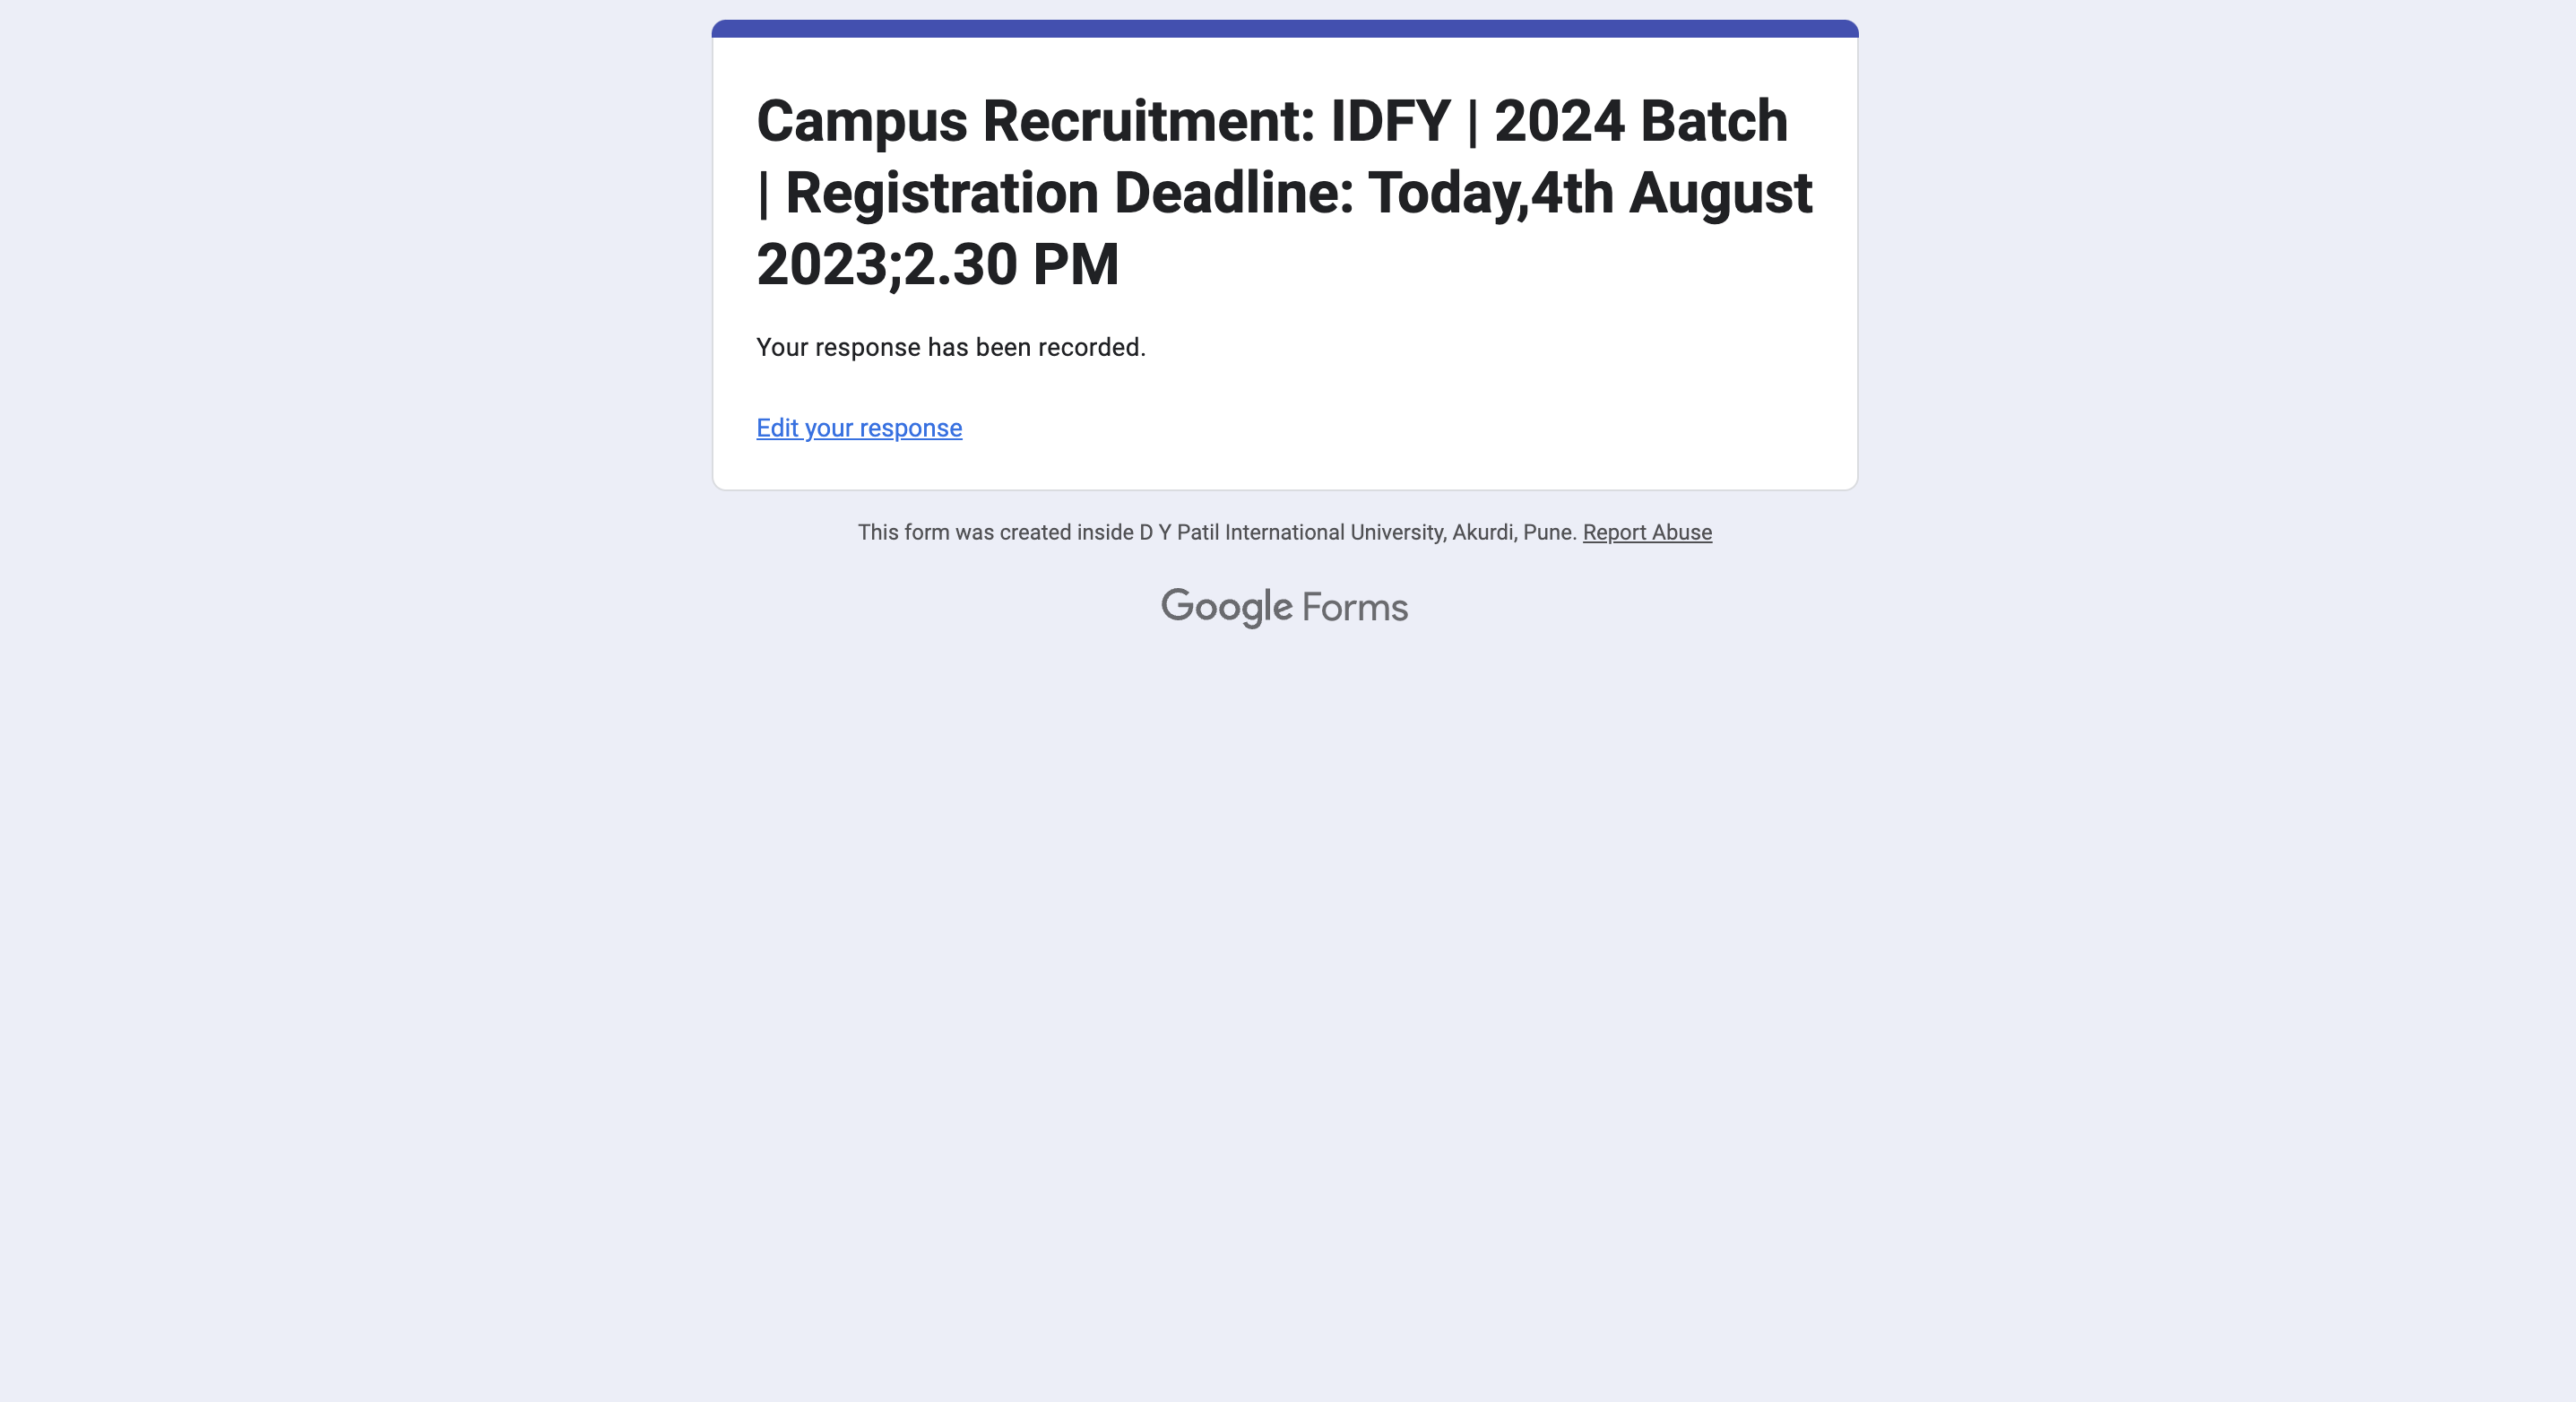 Campus Recruitment: IDFY | 2024 Batch
| Registration Deadline: Today,4th August
2023;2.30 PM
Your response has been recorded.
Edit your response
This form was created inside D Y Patil International University, Akurdi, Pune. Report Abuse
Google Forms